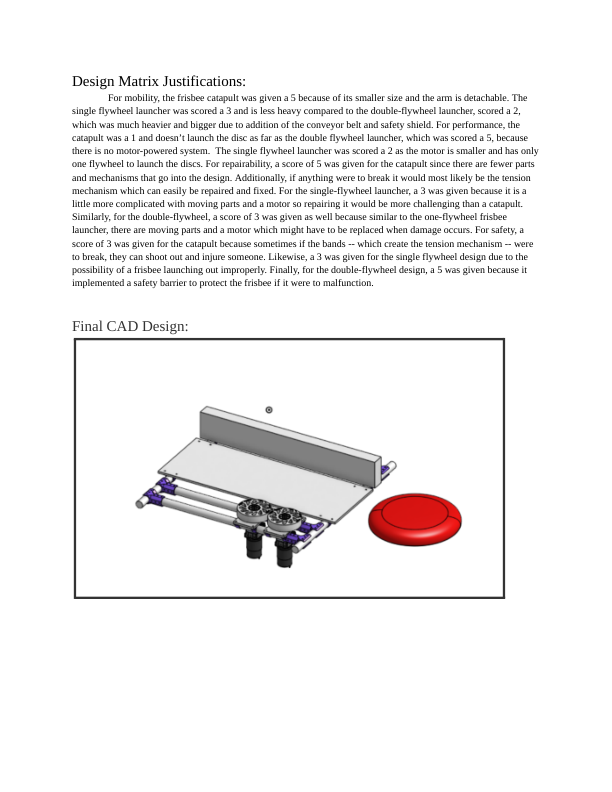 Design Matrix Justifications:
For mobility, the frisbee catapult was given a 5 because of its smaller size and the arm is detachable. The
single flywheel launcher was scored a 3 and is less heavy compared to the double-flywheel launcher, scored a 2,
which was much heavier and bigger due to addition of the conveyor belt and safety shield. For performance, the
catapult was a 1 and doesn't launch the disc as far as the double flywheel launcher, which was scored a 5, because
there is no motor-powered system.  The single flywheel launcher was scored a 2 as the motor is smaller and has only
one flywheel to launch the discs. For repairability, a score of 5 was given for the catapult since there are fewer parts
and mechanisms that go into the design. Additionally, if anything were to break it would most likely be the tension
mechanism which can easily be repaired and fixed. For the single-flywheel launcher, a 3 was given because it is a
little more complicated with moving parts and a motor so repairing it would be more challenging than a catapult.
Similarly, for the double-flywheel, a score of 3 was given as well because similar to the one-flywheel frisbee
launcher, there are moving parts and a motor which might have to be replaced when damage occurs. For safety, a
score of 3 was given for the catapult because sometimes if the bands -- which create the tension mechanism -- were
to break, they can shoot out and injure someone. Likewise, a 3 was given for the single flywheel design due to the
possibility of a frisbee launching out improperly. Finally, for the double-flywheel design, a 5 was given because it
implemented a safety barrier to protect the frisbee if it were to malfunction.
Final CAD Design: